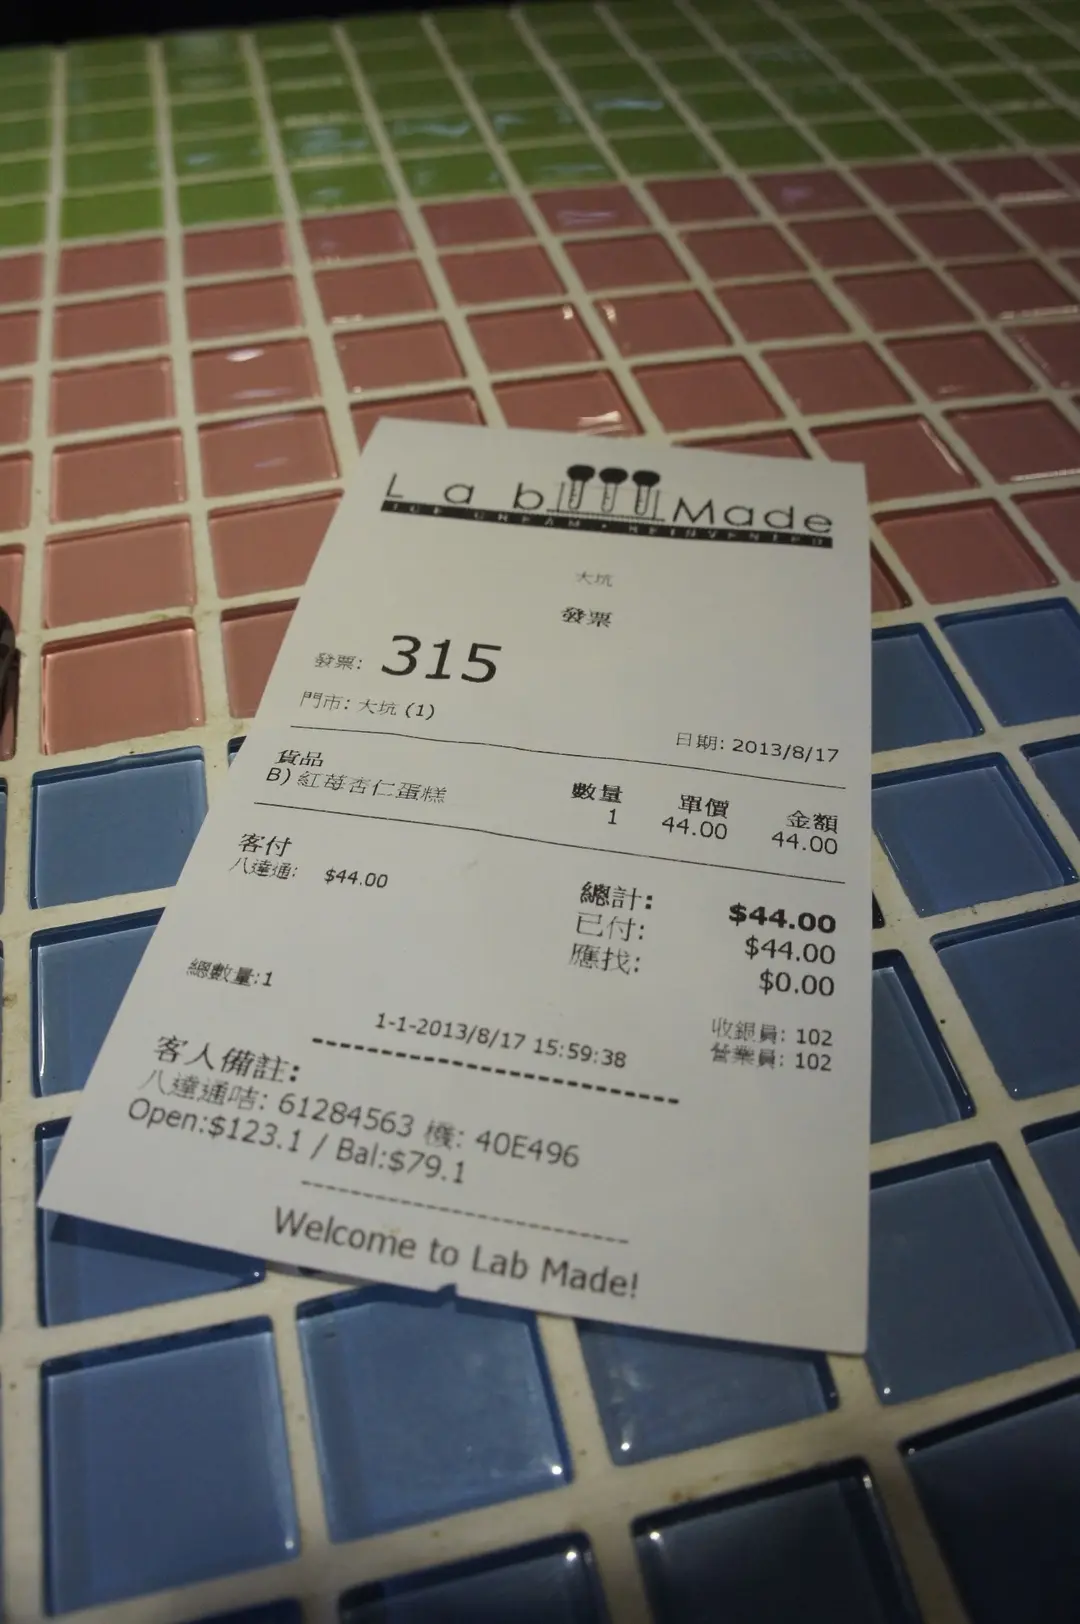 Lab Made
ICE CREAM • REINVENTED
大坑
發票
發票: 315
門市: 大坑 (1)
日期: 2013/8/17
貨品 數量 單價 金額
B) 紅莓杏仁蛋糕 1 44.00 44.00
客付
八達通: $44.00
總計: $44.00
已付: $44.00
應找: $0.00
總數量:1
收銀員: 102
1-1-2013/8/17 15:59:38
營業員: 102
客人備註:
八達通咭: 61284563 機: 40E496
Open:$123.1 / Bal:$79.1
Welcome to Lab Made!